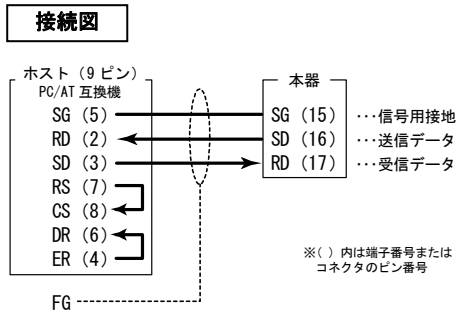 接続図
ホスト（9ピン）
PC/AT 互換機
本器
SG（5）
SG（15）
･･･信号用接地
RD（2）
SD（16）
･･･送信データ
SD（3）
RD（17）
･･･受信データ
RS（7）
CS（8）
DR（6）
ER（4）
※( ）内は端子番号または
コネクタのピン番号
FG